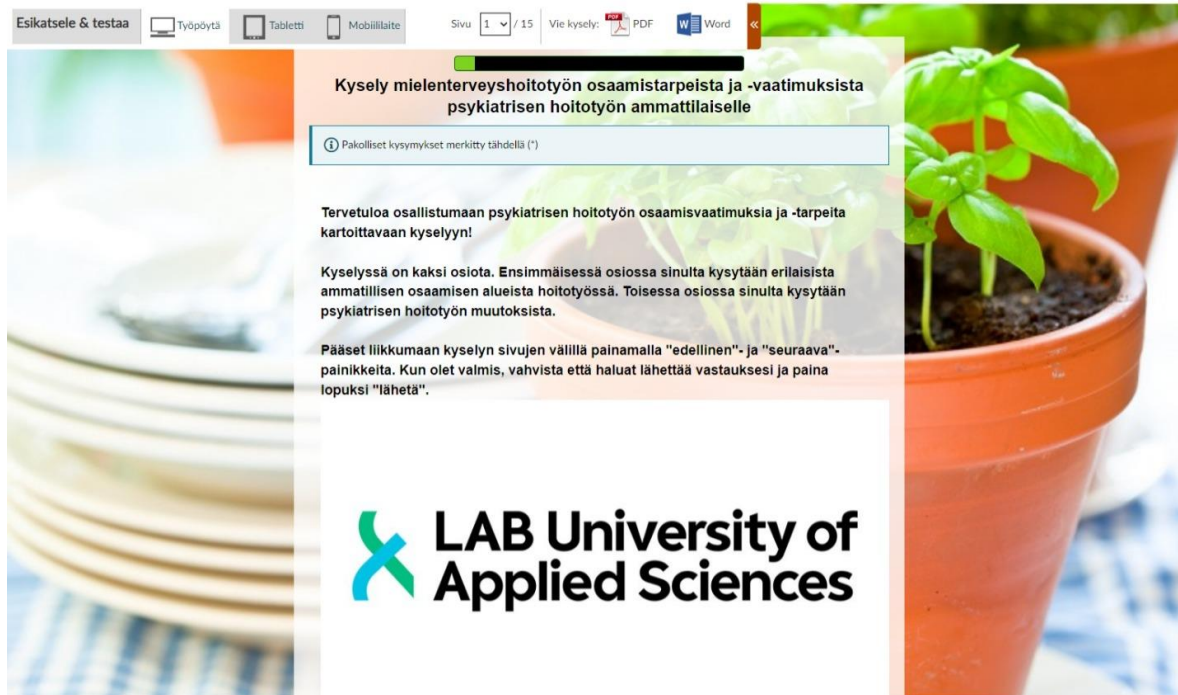 Esikatsele & testaa Työpöytä Tabletti Mobiililaite Sivu 1 / 15 Vie kysely: PDF Word «
Kysely mielenterveyshoitotyön osaamistarpeista ja -vaatimuksista
psykiatrisen hoitotyön ammattilaiselle
Pakolliset kysymykset merkitty tähdellä (*)
Tervetuloa osallistumaan psykiatrisen hoitotyön osaamisvaatimuksia ja -tarpeita
kartoittavaan kyselyyn!
Kyselyssä on kaksi osiota. Ensimmäisessä osiossa sinulta kysytään erilaisista
ammatillisen osaamisen alueista hoitotyössä. Toisessa osiossa sinulta kysytään
psykiatrisen hoitotyön muutoksista.
Pääset liikkumaan kyselyn sivujen välillä painamalla "edellinen"- ja "seuraava"-
painikkeita. Kun olet valmis, vahvista että haluat lähettää vastauksesi ja paina
lopuksi "lähetä".
LAB University of
Applied Sciences